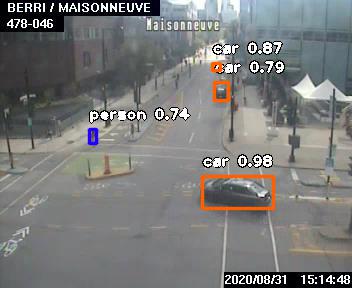 BERRI / MAISONNEUVE
478-046
Maisonneuve
car 0.87
car 0.79
person 0.74
car 0.98
2020/08/31 15:14:48